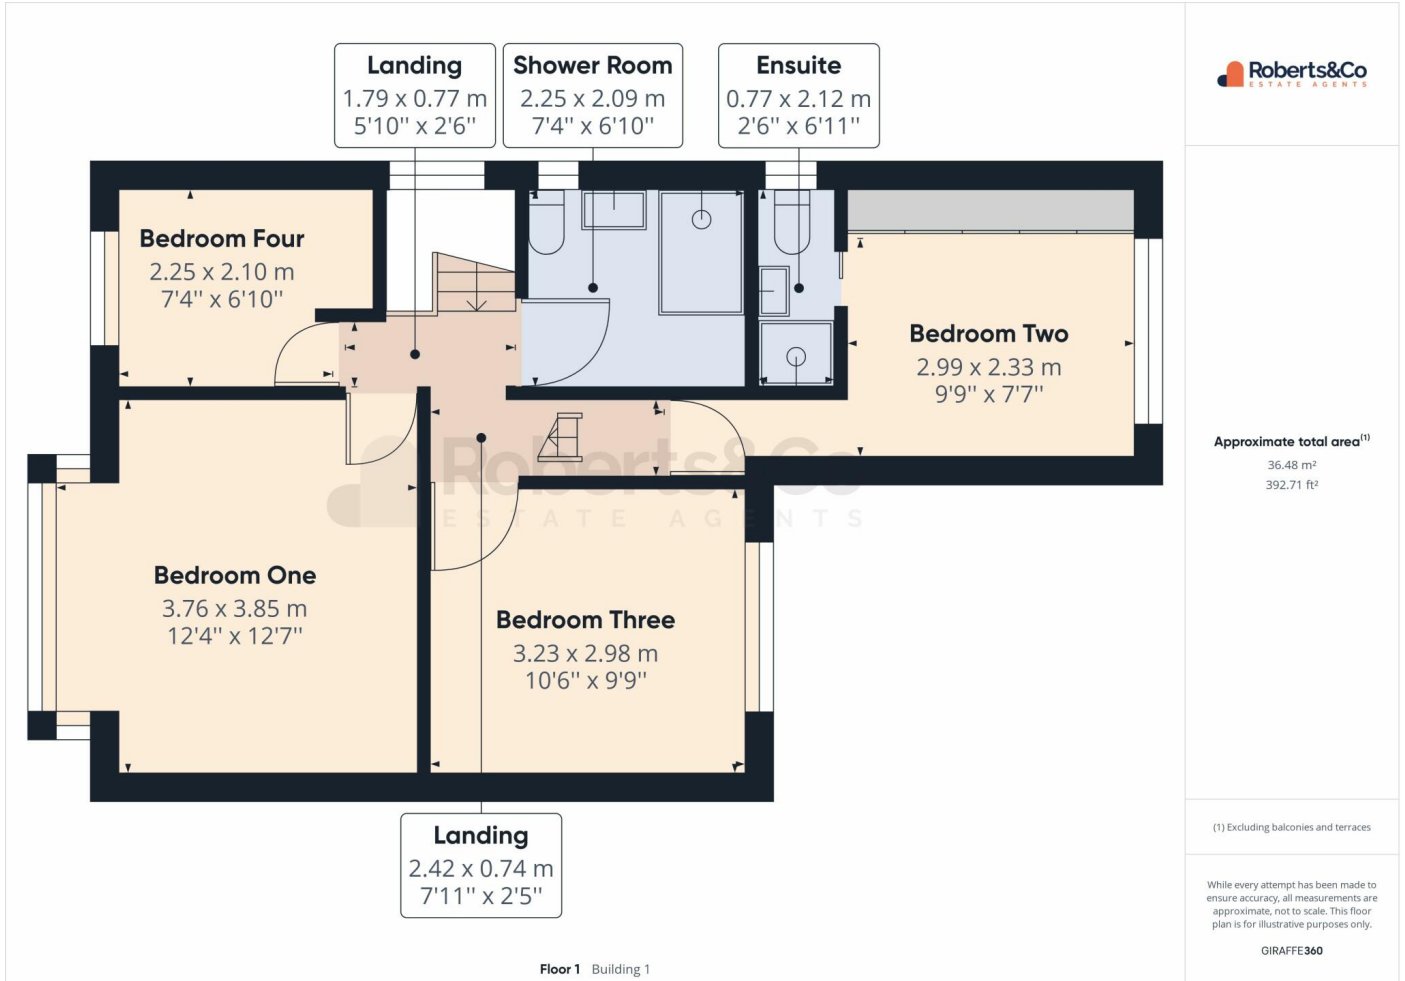 Landing
1.79 x 0.77 m
5'10'' x 2'6''
Shower Room
2.25 x 2.09 m
7'4'' x 6'10''
Ensuite
0.77 x 2.12 m
2'6'' x 6'11''
Bedroom Four
2.25 x 2.10 m
7'4'' x 6'10''
Bedroom Two
2.99 x 2.33 m
9'9'' x 7'7''
Roberts&Co
ESTATE AGENTS
Bedroom One
3.76 x 3.85 m
12'4'' x 12'7''
Bedroom Three
3.23 x 2.98 m
10'6'' x 9'9''
Landing
2.42 x 0.74 m
7'11'' x 2'5''
Floor 1 Building 1
Roberts&Co
ESTATE AGENTS
Approximate total area(1)
36.48 m²
392.71 ft²
(1) Excluding balconies and terraces
While every attempt has been made to
ensure accuracy, all measurements are
approximate, not to scale. This floor
plan is for illustrative purposes only.
GIRAFFE360